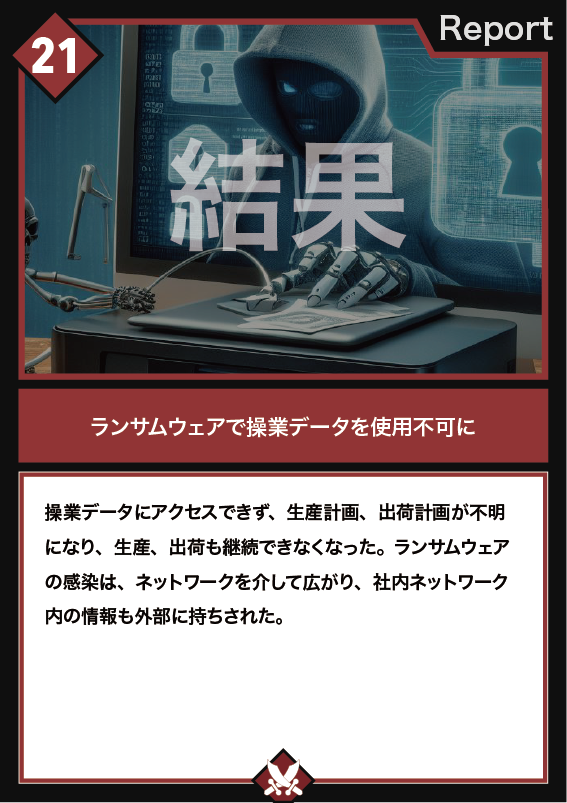 Report
21
結果
ランサムウェアで操業データを使用不可に
操業データにアクセスできず、生産計画、出荷計画が不明
になり、生産、出荷も継続できなくなった。ランサムウェア
の感染は、ネットワークを介して広がり、社内ネットワーク
内の情報も外部に持ちされた。